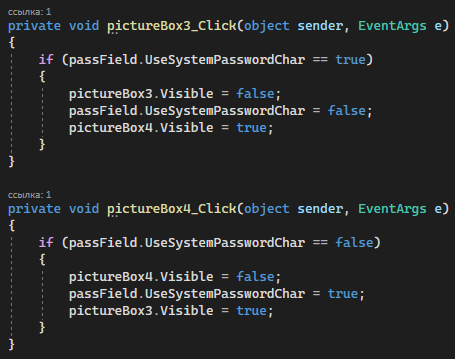 ссылка: 1
private void pictureBox3_Click(object sender, EventArgs e)
{
if (passField.UseSystemPasswordChar == true)
{
pictureBox3.Visible = false;
passField.UseSystemPasswordChar = false;
pictureBox4.Visible = true;
}
}
ссылка: 1
private void pictureBox4_Click(object sender, EventArgs e)
{
if (passField.UseSystemPasswordChar == false)
{
pictureBox4.Visible = false;
passField.UseSystemPasswordChar = true;
pictureBox3.Visible = true;
}
}